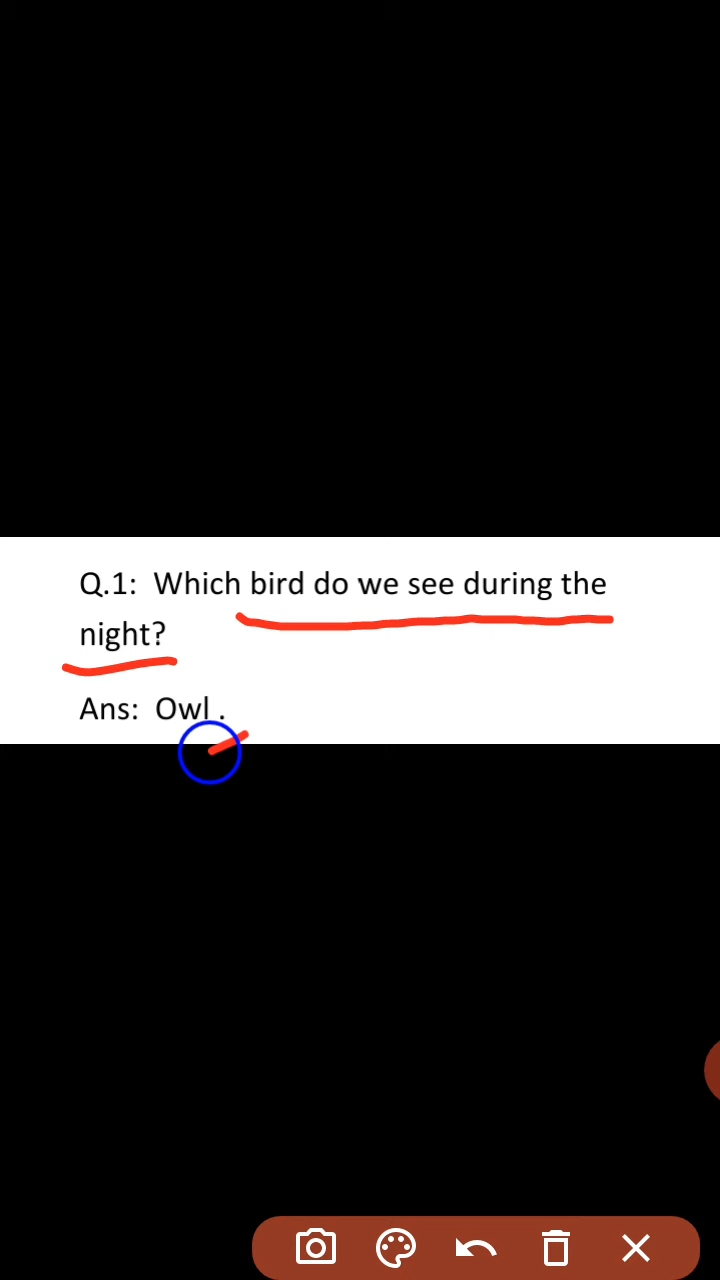 Q.1:  Which bird do we see during the
night?
Ans:  Owl .